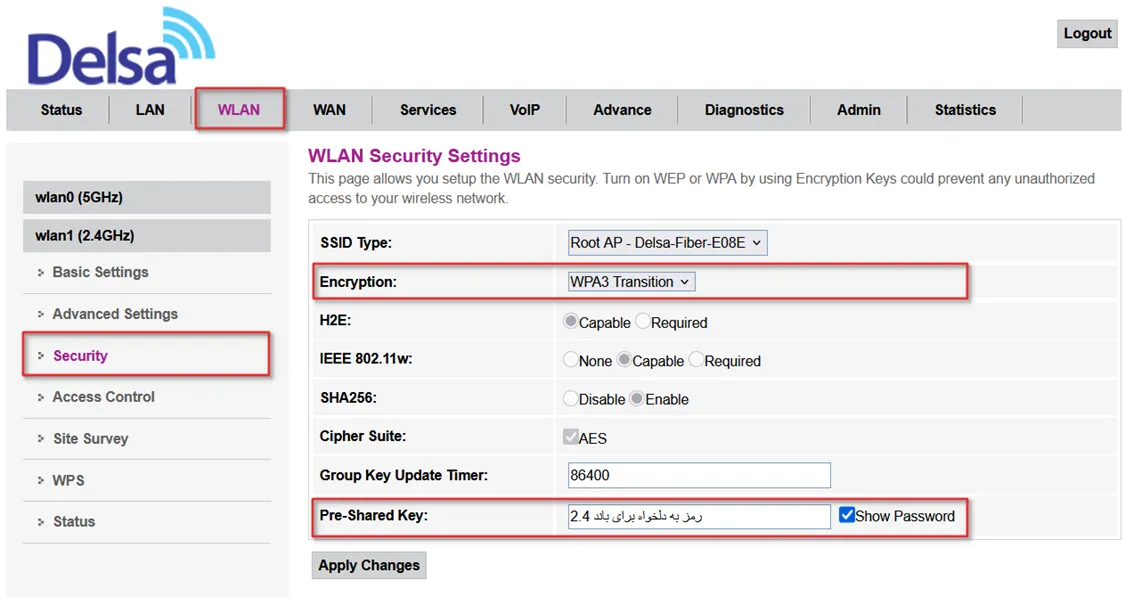 Delsa
Logout
Status LAN WLAN WAN Services VoIP Advance Diagnostics Admin Statistics
wlan0 (5GHz)
wlan1 (2.4GHz)
Basic Settings
Advanced Settings
Security
Access Control
Site Survey
WPS
Status
WLAN Security Settings
This page allows you setup the WLAN security. Turn on WEP or WPA by using Encryption Keys could prevent any unauthorized
access to your wireless network.
SSID Type: Root AP - Delsa-Fiber-E08E
Encryption: WPA3 Transition
H2E: Capable Required
IEEE 802.11w: None Capable Required
SHA256: Disable Enable
Cipher Suite: AES
Group Key Update Timer: 86400
Pre-Shared Key: رمز به دلخواه برای باند 2.4 Show Password
Apply Changes